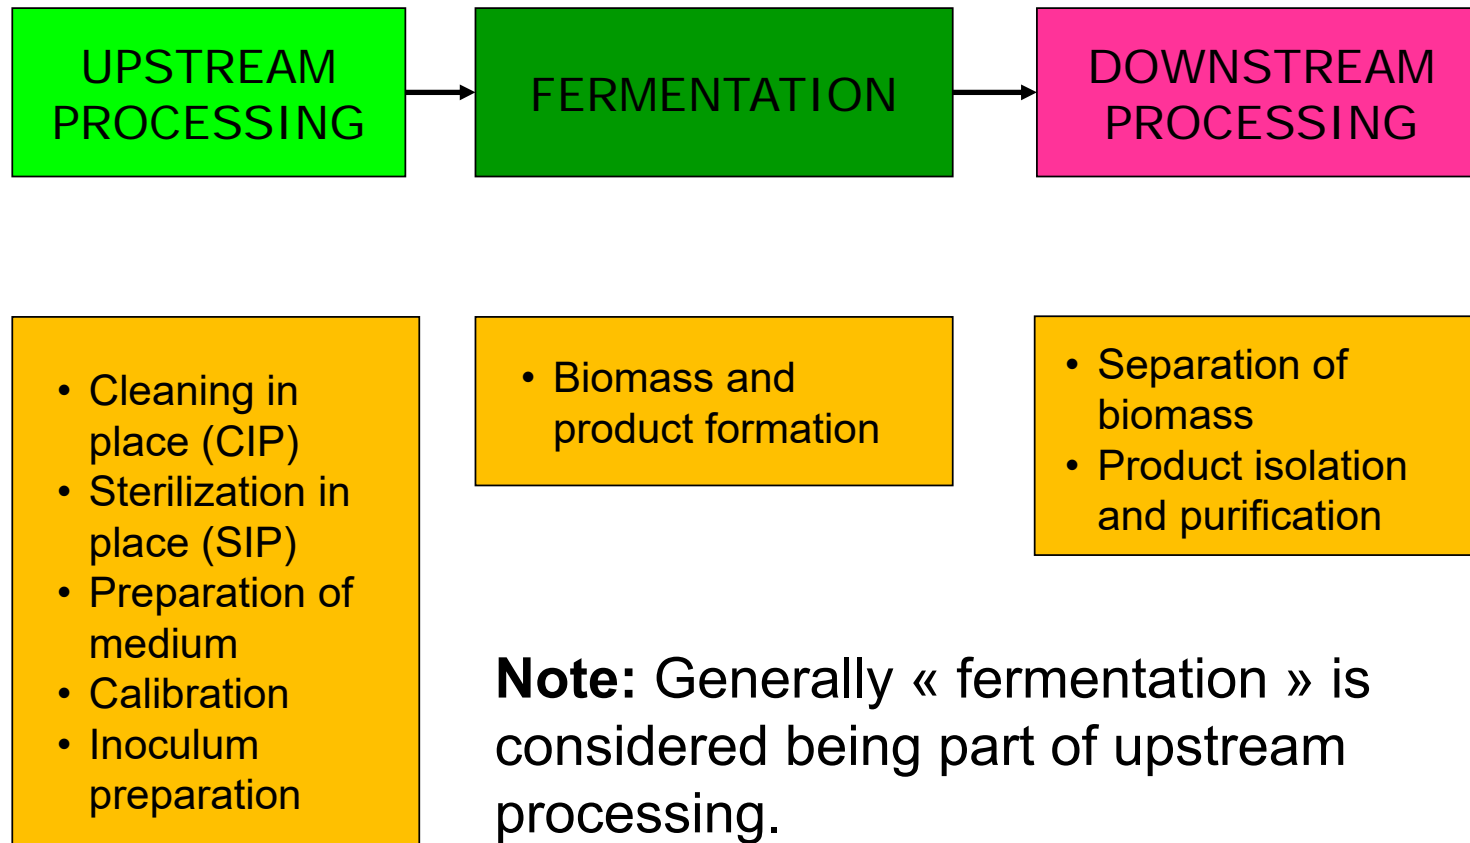 UPSTREAM
PROCESSING
FERMENTATION
DOWNSTREAM
PROCESSING
• Cleaning in
place (CIP)
• Sterilization in
place (SIP)
• Preparation of
medium
• Calibration
• Inoculum
preparation
• Biomass and
product formation
• Separation of
biomass
• Product isolation
and purification
Note: Generally « fermentation » is
considered being part of upstream
processing.